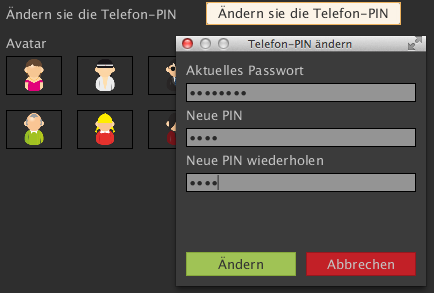 Ändern sie die Telefon-PIN
Ändern sie die Telefon-PIN
Avatar
Telefon-PIN ändern
Aktuelles Passwort
••••••••
Neue PIN
••••
Neue PIN wiederholen
••••
Ändern
Abbrechen